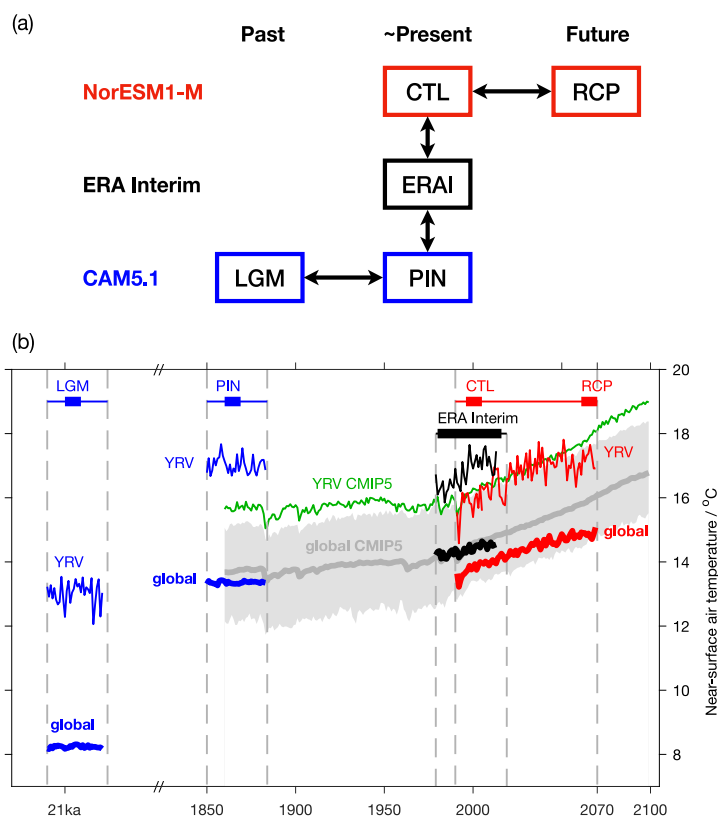 (a)
Past ~Present Future
NorESM1-M CTL RCP
ERA Interim ERAI
CAM5.1 LGM PIN
(b)
20
LGM // PIN CTL RCP
ERA Interim
18
YRV YRV CMIP5 YRV
16
global CMIP5 global
14
YRV global
12
10
global
8
Near-surface air temperature / °C
21ka // 1850 1900 1950 2000 2070 2100